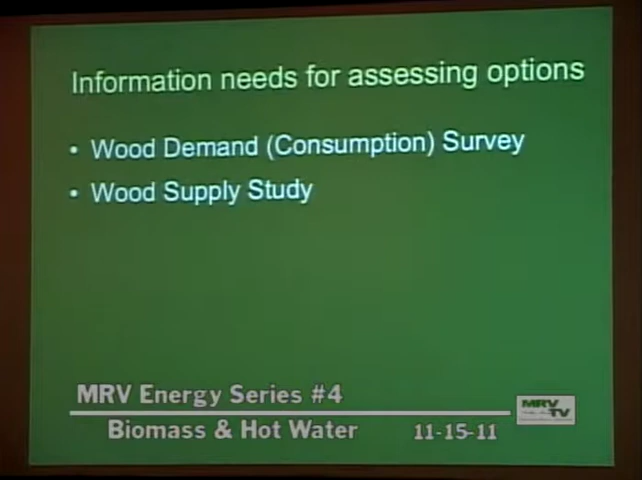 Information needs for assessing options
• Wood Demand (Consumption) Survey
• Wood Supply Study
MRV Energy Series #4
Biomass & Hot Water 11-15-11
MRV
TV